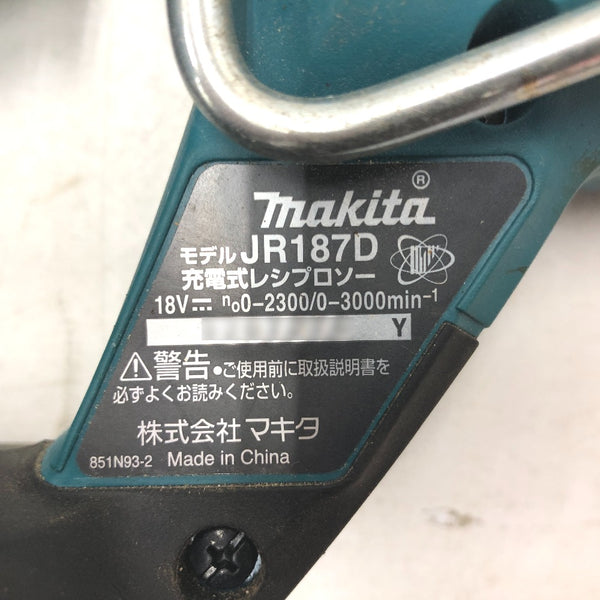 makita®
モデル JR187D
充電式レシプロソー
18V⎓ n₀0-2300/0-3000min⁻¹
Y
⚠警告•ご使用前に取扱説明書を
必ずよくお読みください。
株式会社 マキタ
851N93-2 Made in China